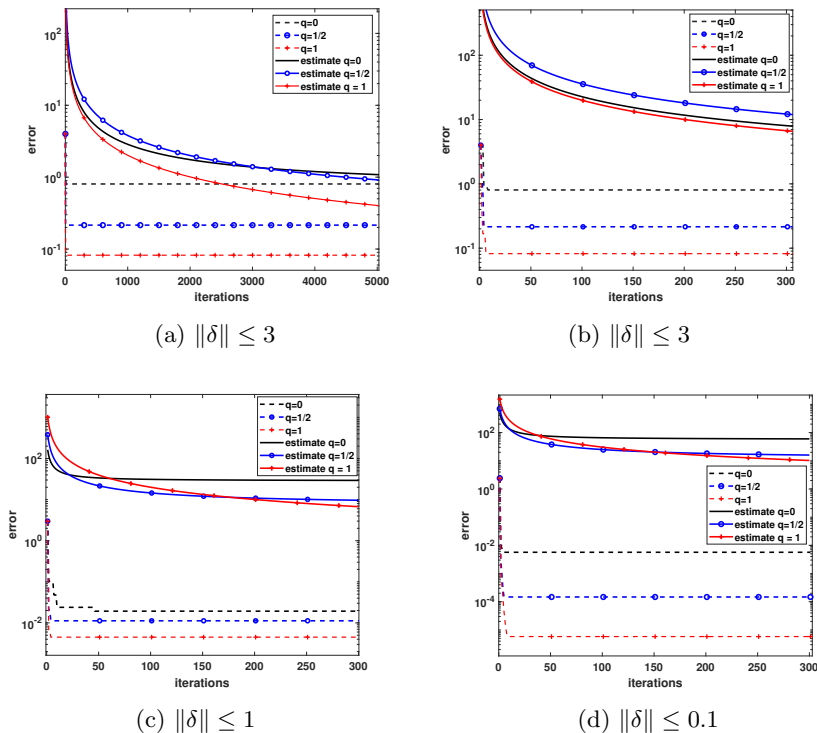 q=0
q=1/2
q=1
estimate q=0
estimate q=1/2
estimate q = 1
10^2
10^1
10^0
10^-1
error
0 1000 2000 3000 4000 5000
iterations
(a) ‖δ‖ ≤ 3
q=0
q=1/2
q=1
estimate q=0
estimate q=1/2
estimate q = 1
10^2
10^1
10^0
10^-1
error
0 50 100 150 200 250 300
iterations
(b) ‖δ‖ ≤ 3
q=0
q=1/2
q=1
estimate q=0
estimate q=1/2
estimate q = 1
10^2
10^0
10^-2
error
0 50 100 150 200 250 300
iterations
(c) ‖δ‖ ≤ 1
10^2
10^0
10^-2
10^-4
error
q=0
q=1/2
q=1
estimate q=0
estimate q=1/2
estimate q = 1
0 50 100 150 200 250 300
iterations
(d) ‖δ‖ ≤ 0.1